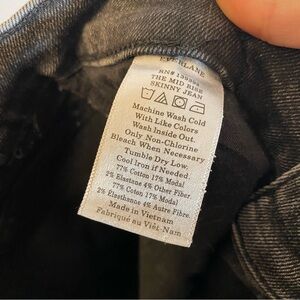 EVERLANE
RN# 139384
THE MID RISE
SKINNY JEAN
Machine Wash Cold
With Like Colors
Wash Inside Out.
Only Non-Chlorine
Bleach When Necessary
Tumble Dry Low.
Cool Iron if Needed.
77% Cotton 17% Modal
2% Elastane 4% Other Fiber
77% Coton 17% Modal
2% Élasthanne 4% Autre Fibre.
Made in Vietnam
Fabriqué au Viêt-Nam